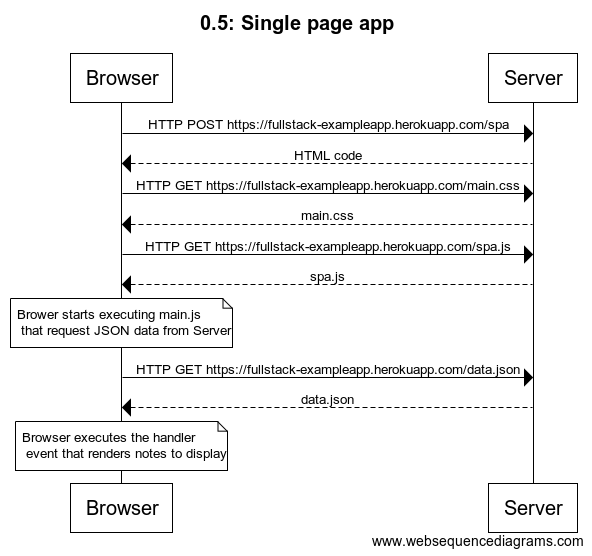 0.5: Single page app
Browser
Server
HTTP POST https://fullstack-exampleapp.herokuapp.com/spa
HTML code
HTTP GET https://fullstack-exampleapp.herokuapp.com/main.css
main.css
HTTP GET https://fullstack-exampleapp.herokuapp.com/spa.js
spa.js
Brower starts executing main.js
that request JSON data from Server
HTTP GET https://fullstack-exampleapp.herokuapp.com/data.json
data.json
Browser executes the handler
event that renders notes to display
Browser
Server
www.websequencediagrams.com